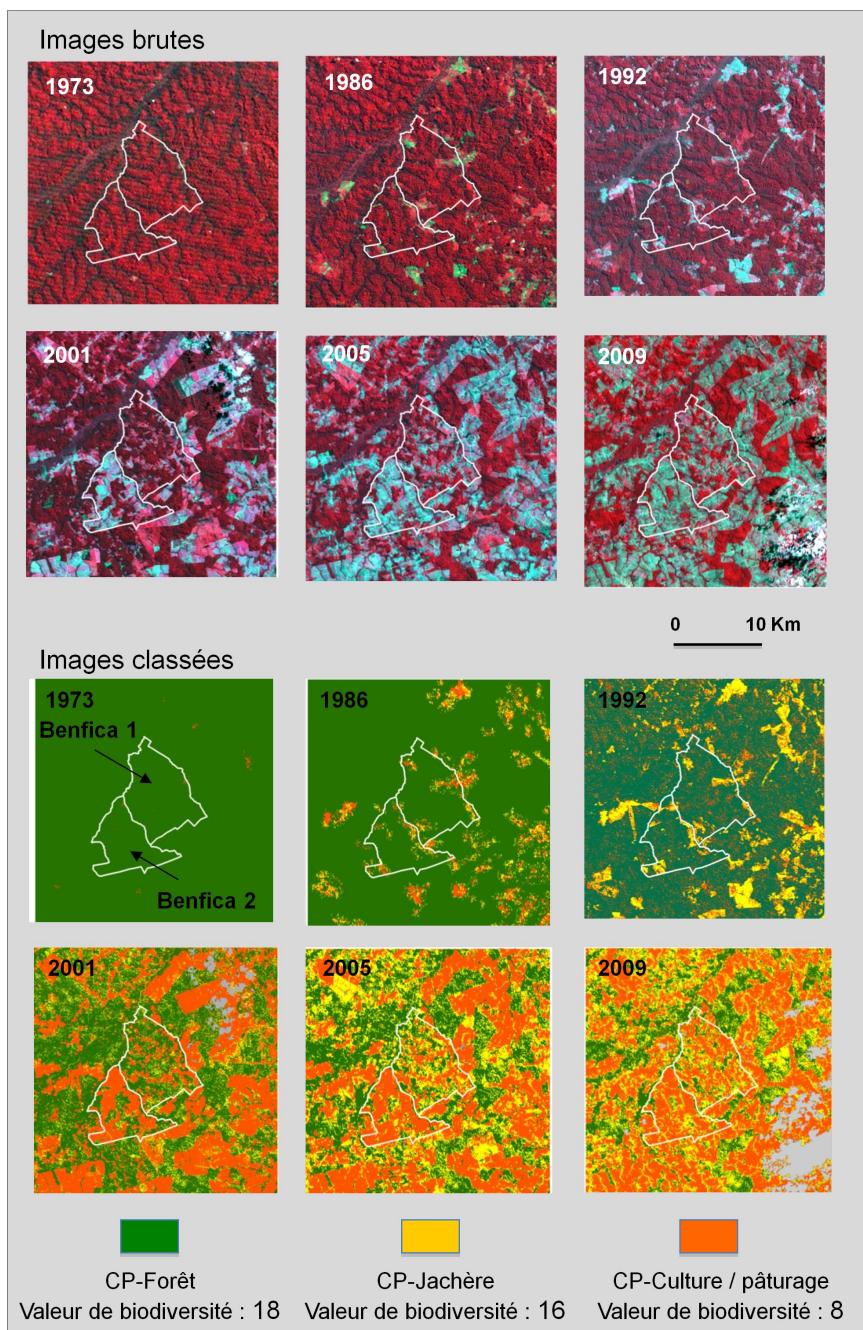 Images brutes
1973
1986
1992
2001
2005
2009
0 10 Km
Images classées
1973
1986
1992
Benfica 1
Benfica 2
2001
2005
2009
CP-Forêt
CP-Jachère
CP-Culture / pâturage
Valeur de biodiversité : 18
Valeur de biodiversité : 16
Valeur de biodiversité : 8